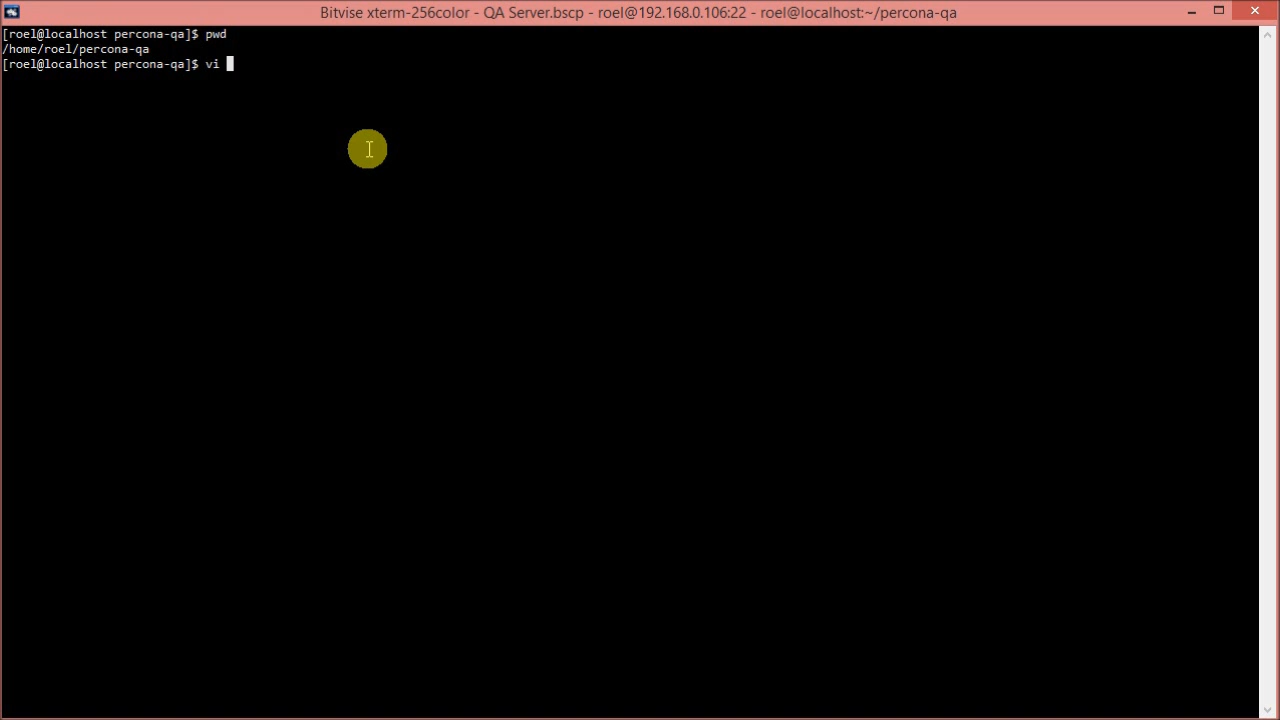 Bitvise xterm-256color - QA Server.bscp - roel@192.168.0.106:22 - roel@localhost:~/percona-qa
[roel@localhost percona-qa]$ pwd
/home/roel/percona-qa
[roel@localhost percona-qa]$ vi